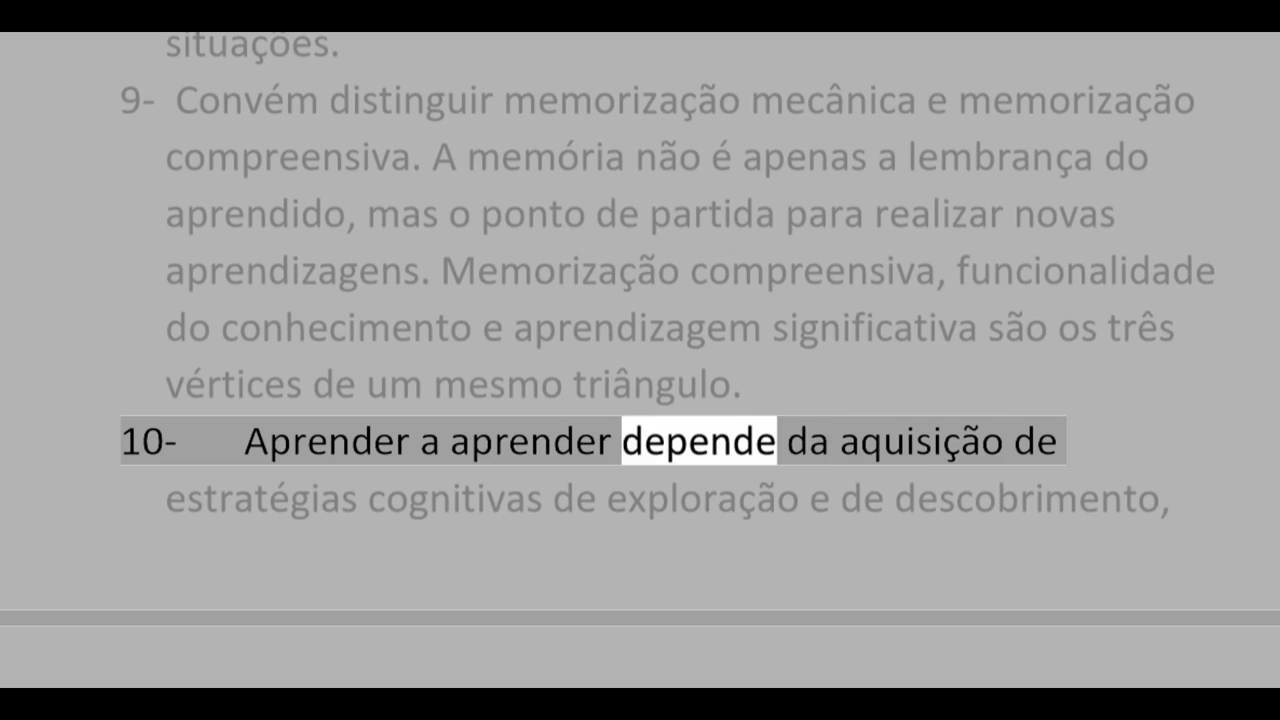 situações.
9- Convém distinguir memorização mecânica e memorização
compreensiva. A memória não é apenas a lembrança do
aprendido, mas o ponto de partida para realizar novas
aprendizagens. Memorização compreensiva, funcionalidade
do conhecimento e aprendizagem significativa são os três
vértices de um mesmo triângulo.
10- Aprender a aprender depende da aquisição de
estratégias cognitivas de exploração e de descobrimento,